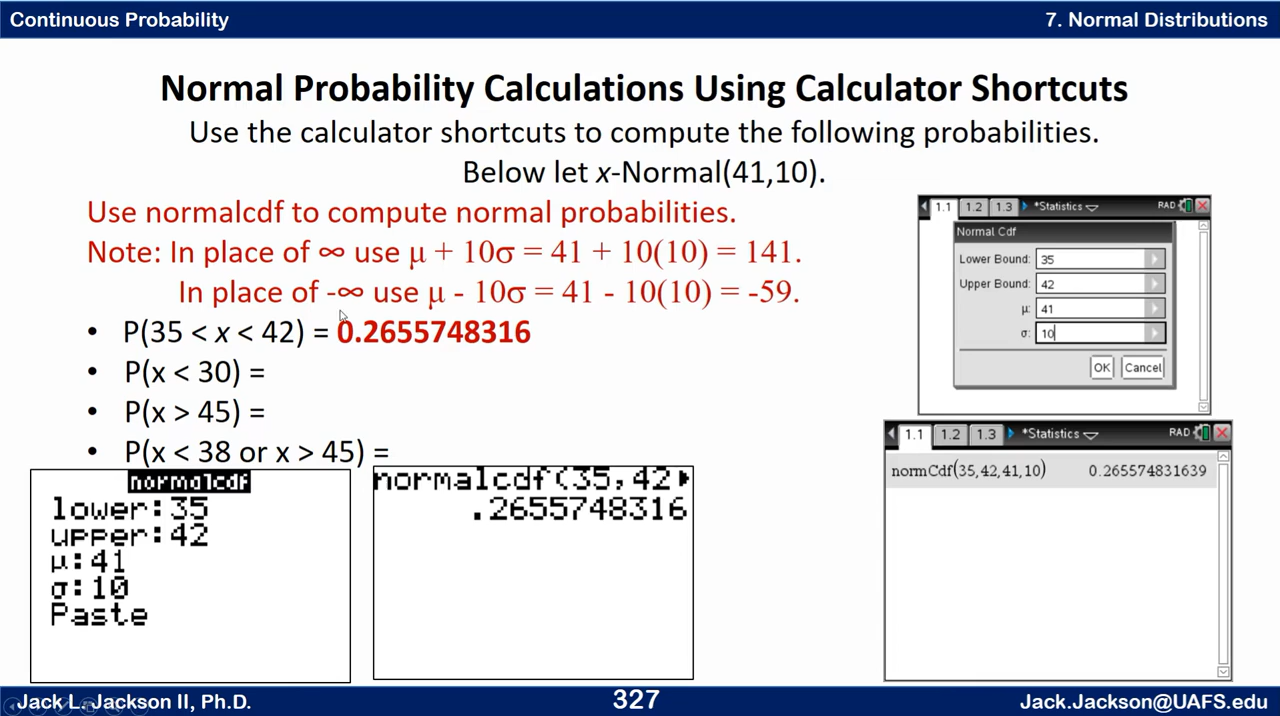 Continuous Probability
7. Normal Distributions
Normal Probability Calculations Using Calculator Shortcuts
Use the calculator shortcuts to compute the following probabilities.
Below let x-Normal(41,10).
Use normalcdf to compute normal probabilities.
Note: In place of ∞ use μ + 10σ = 41 + 10(10) = 141.
In place of -∞ use μ - 10σ = 41 - 10(10) = -59.
• P(35 < x < 42) = 0.2655748316
• P(x < 30) =
• P(x > 45) =
• P(x < 38 or x > 45) =
normalcdf
lower:35
upper:42
μ:41
σ:10
Paste
normalcdf(35,42
.2655748316
1.1 1.2 1.3 *Statistics RAD
Normal Cdf
Lower Bound: 35
Upper Bound: 42
μ: 41
σ: 10
OK Cancel
1.1 1.2 1.3 *Statistics RAD
normCdf(35,42,41,10) 0.265574831639
Jack L. Jackson II, Ph.D.
327
Jack.Jackson@UAFS.edu